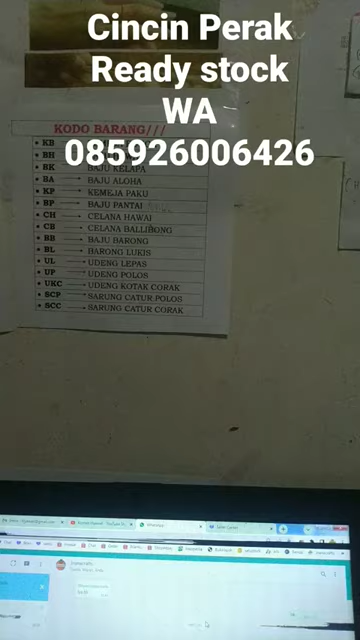 Cincin Perak
Ready stock
WA
085926006426
KODO BARANG///
KB
BH
BK BAJU KELAPA
BA BAJU ALOHA
KP KEMEJA PAKU
BP BAJU PANTAI
CH CELANA HAWAI
CB CELANA BALLIBONG
BB BAJU BARONG
BL BARONG LUKIS
UL UDENG LEPAS
UP UDENG POLOS
UKC UDENG KOTAK CORAK
SCP SARUNG CATUR POLOS
SCC SARUNG CATUR CORAK